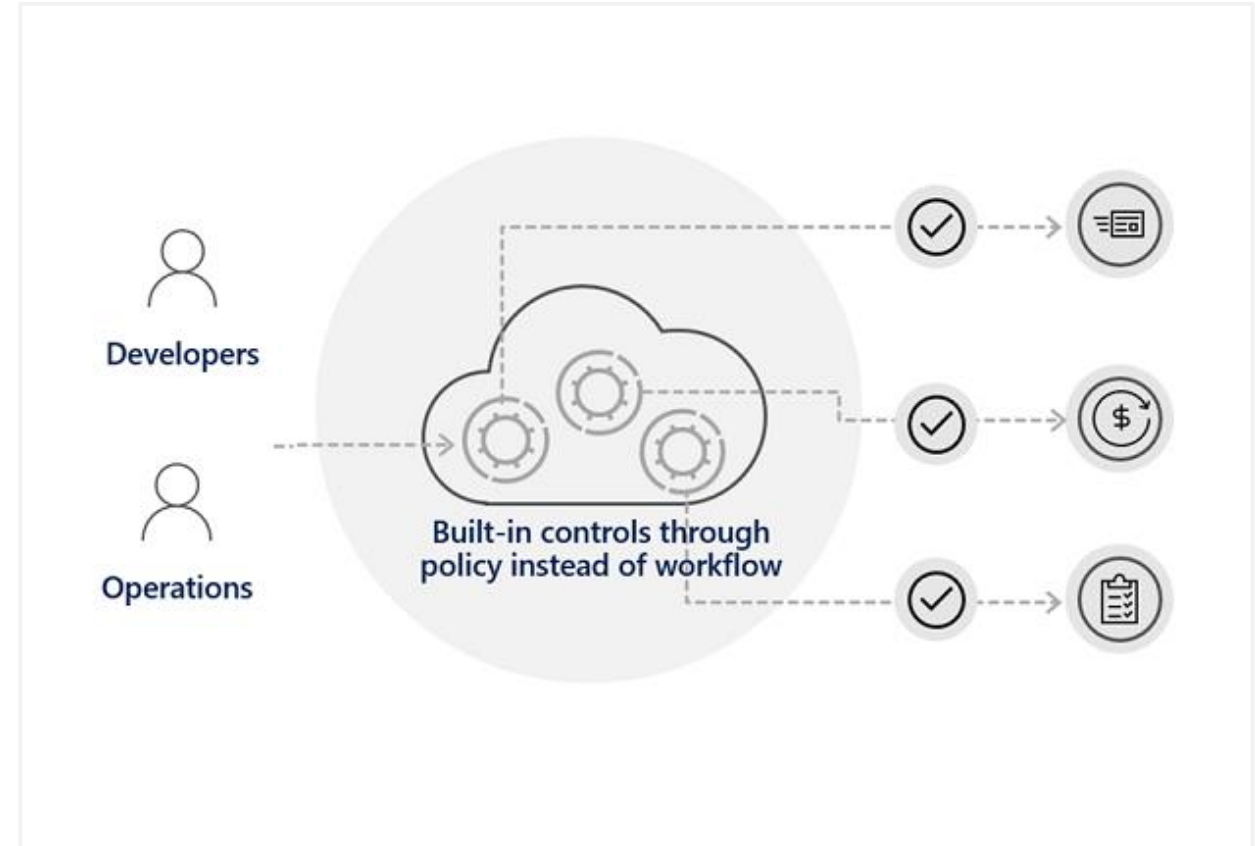 Developers
Operations
Built-in controls through
policy instead of workflow
$